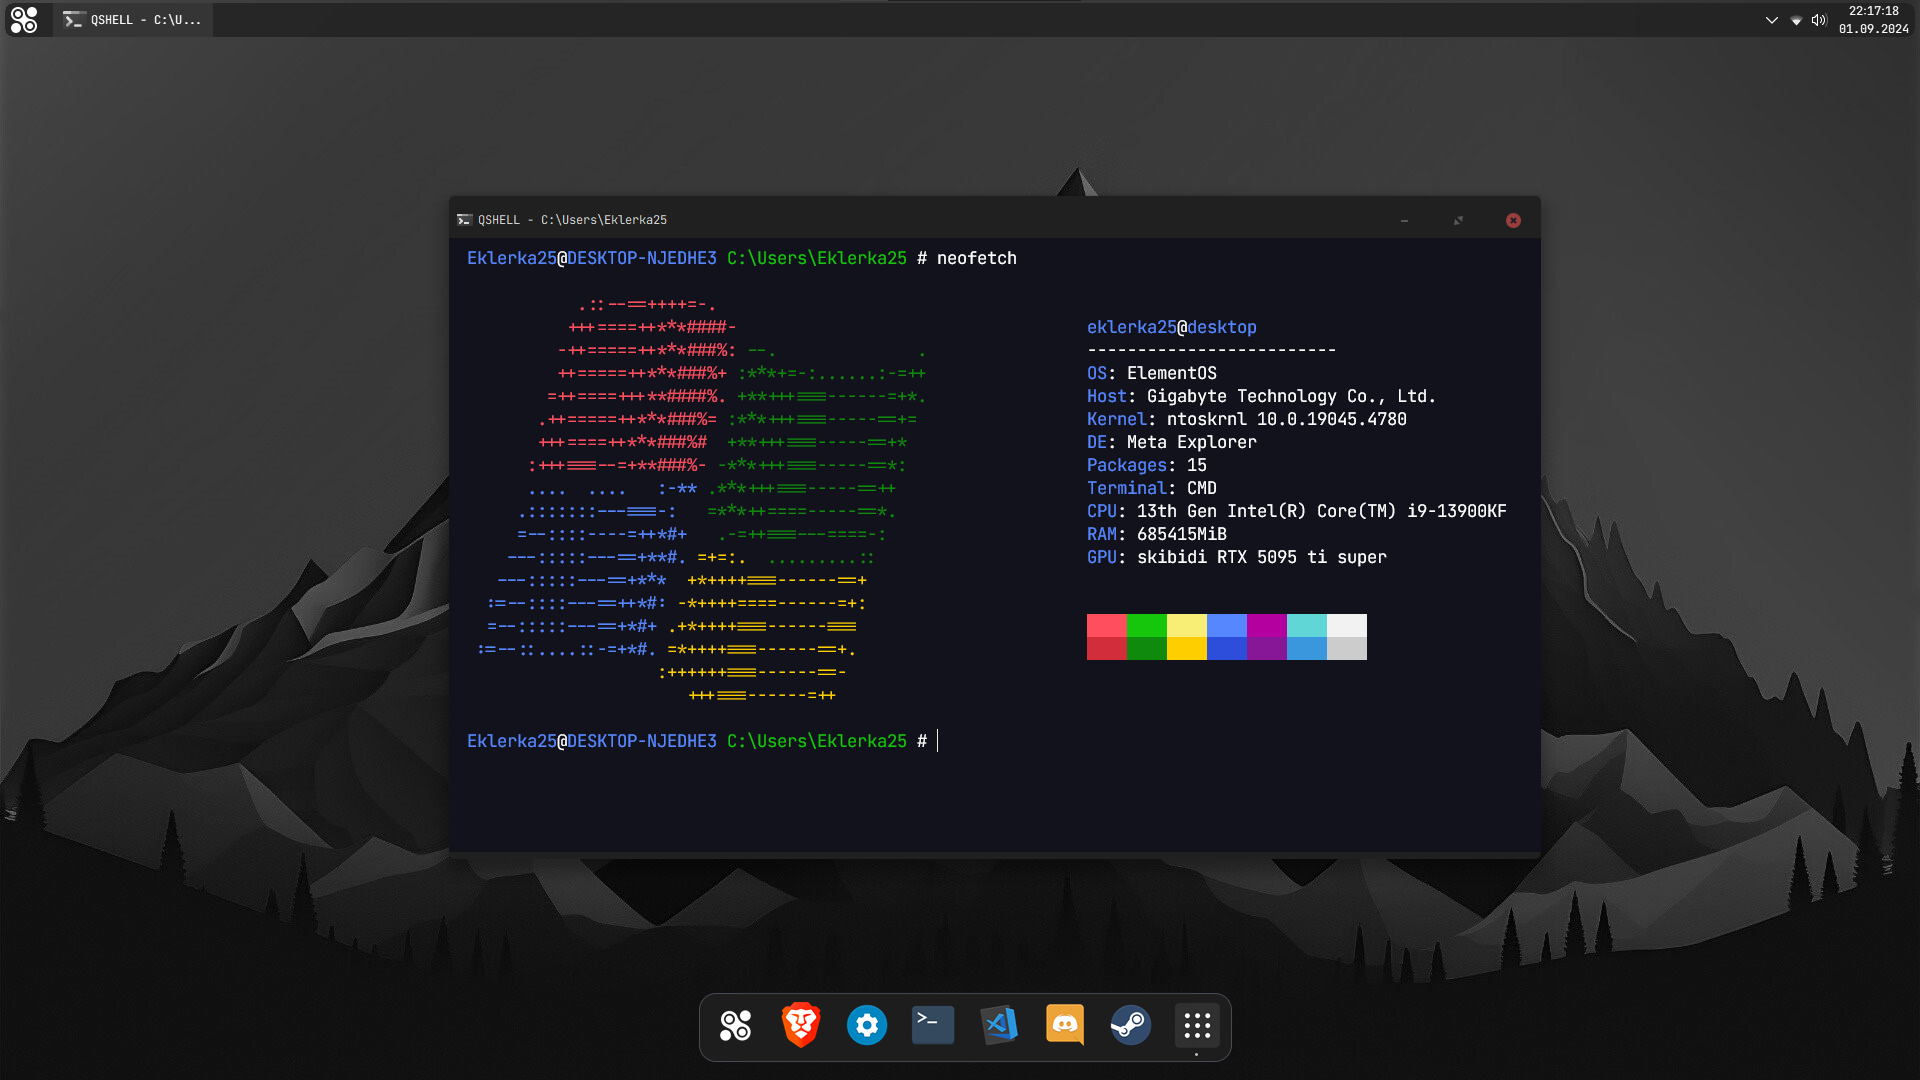 QSHELL - C:\U...
22:17:18
01.09.2024
QSHELL - C:\Users\Eklerka25
Eklerka25@DESKTOP-NJEDHE3 C:\Users\Eklerka25 # neofetch
eklerka25@desktop
-------------------------
OS: ElementOS
Host: Gigabyte Technology Co., Ltd.
Kernel: ntoskrnl 10.0.19045.4780
DE: Meta Explorer
Packages: 15
Terminal: CMD
CPU: 13th Gen Intel(R) Core(TM) i9-13900KF
RAM: 685415MiB
GPU: skibidi RTX 5095 ti super
Eklerka25@DESKTOP-NJEDHE3 C:\Users\Eklerka25 #